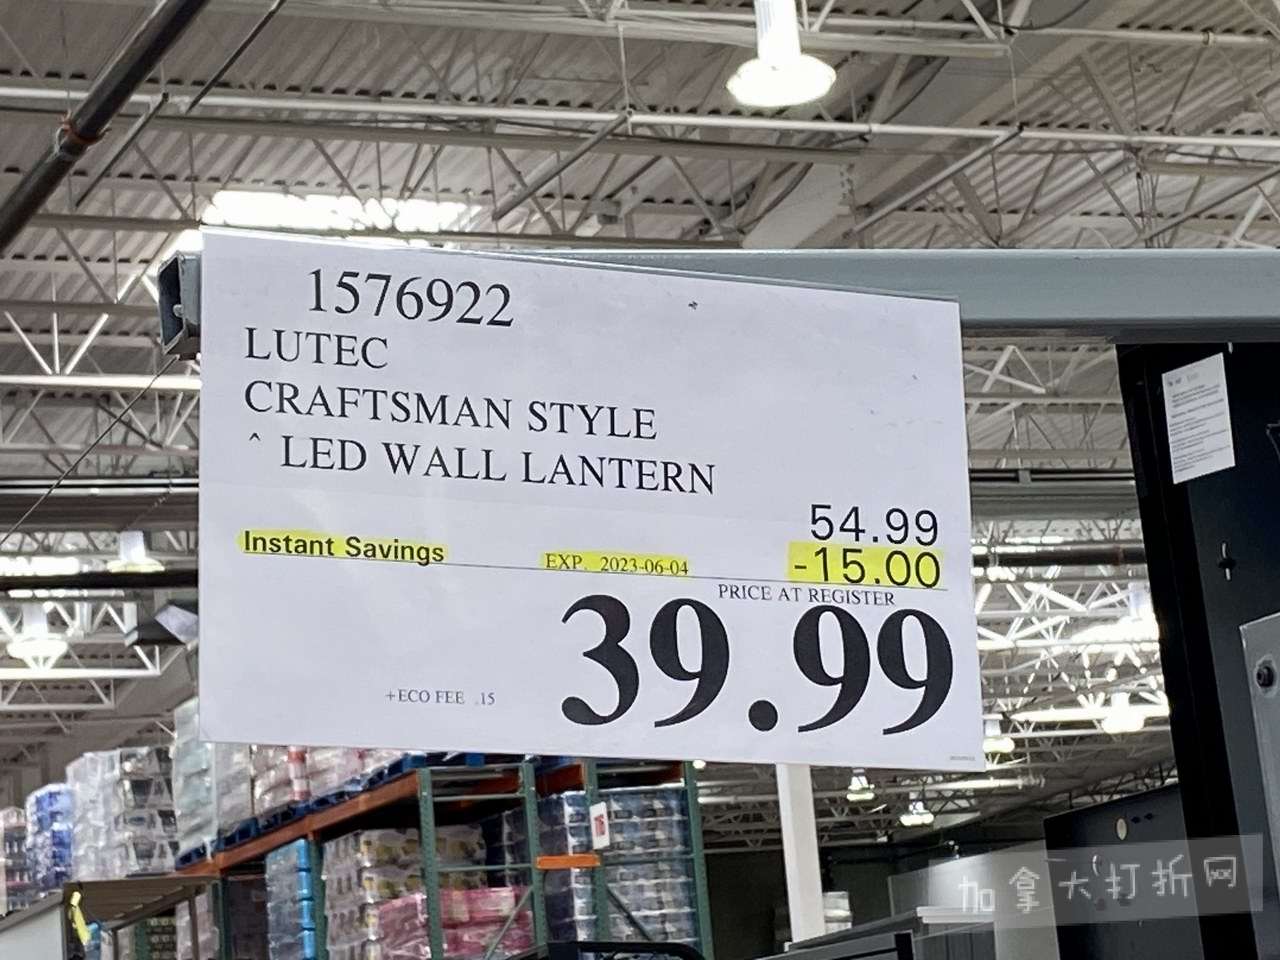 1576922
LUTEC
CRAFTSMAN STYLE
^ LED WALL LANTERN
54.99
Instant Savings EXP. 2023-06-04 -15.00
PRICE AT REGISTER
39.99
+ECO FEE .15
加拿大打折网